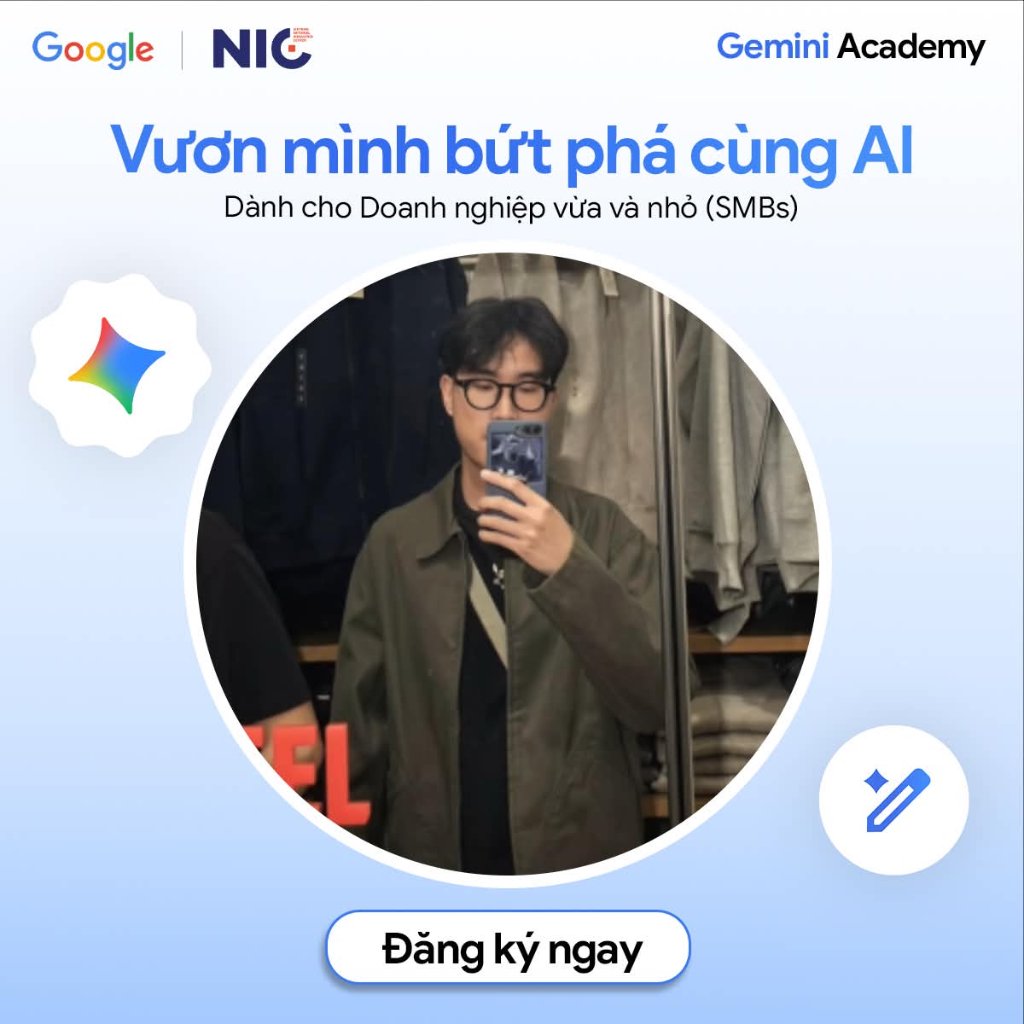 Google
NIC
Gemini Academy
Vươn mình bứt phá cùng AI
Dành cho Doanh nghiệp vừa và nhỏ (SMBs)
EL
Đăng ký ngay